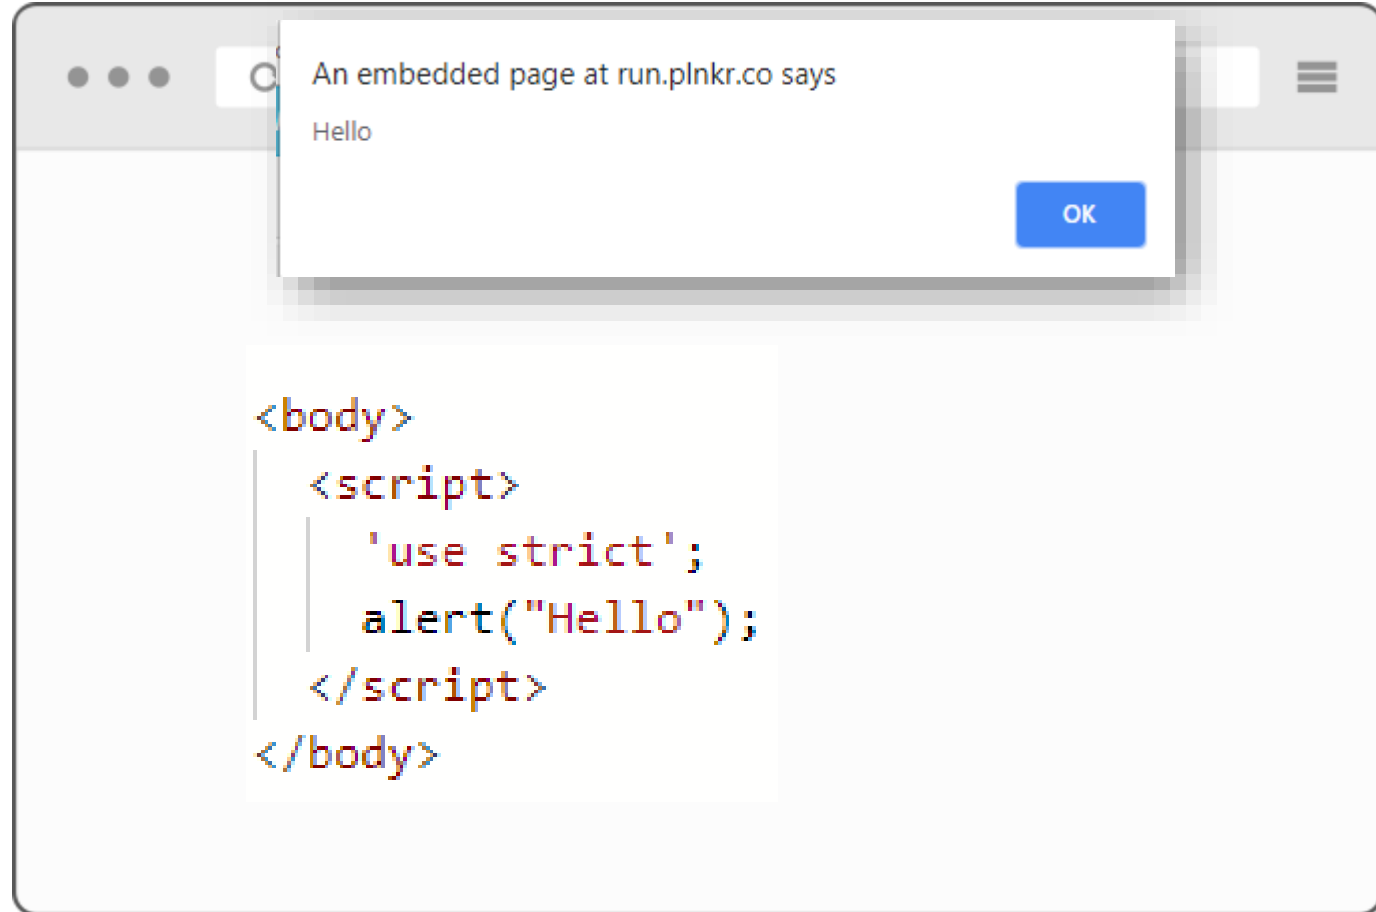 An embedded page at run.plnkr.co says
Hello
OK
<body>
<script>
'use strict';
alert("Hello");
</script>
</body>